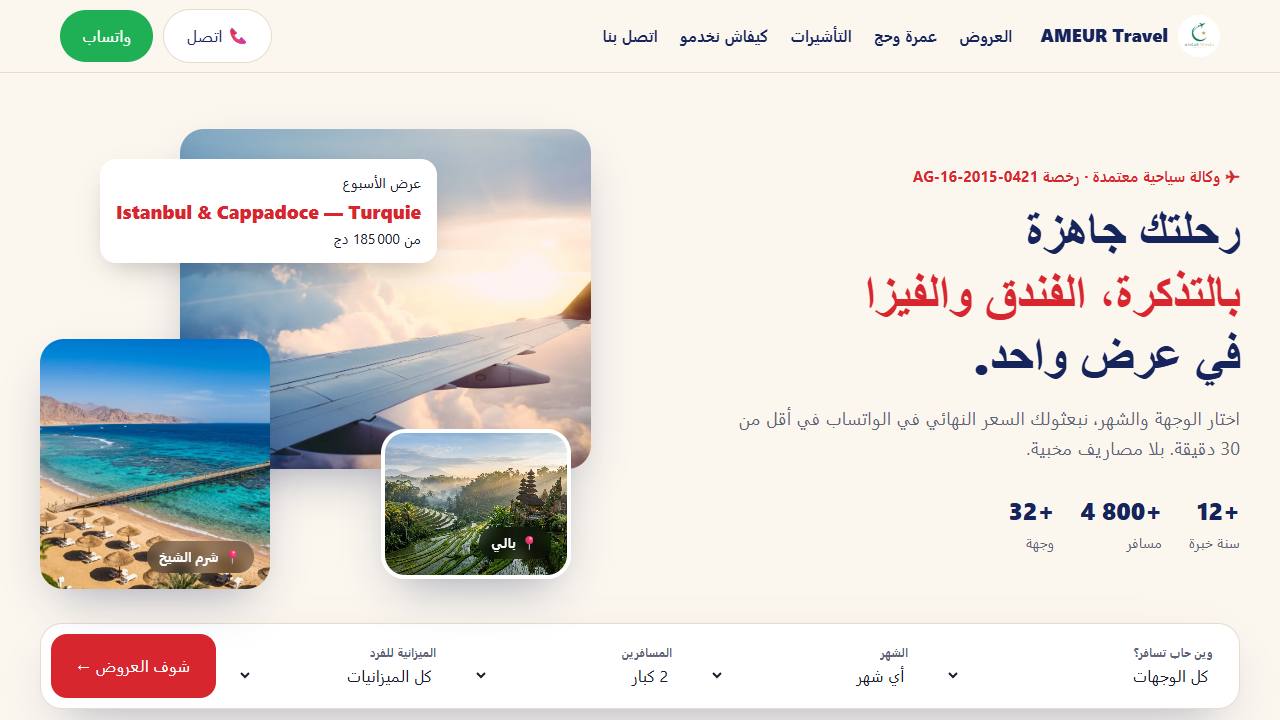 AMEUR Travel
العروض
عمرة وحج
التأشيرات
كيفاش نخدمو
اتصل بنا
اتصل
واتساب
وكالة سياحية معتمدة · رخصة AG-16-2015-0421
رحلتك جاهزة
بالتذكرة، الفندق والفيزا
في عرض واحد.
اختار الوجهة والشهر، نبعثولك السعر النهائي في الواتساب في أقل من
30 دقيقة. بلا مصاريف مخبية.
+12
سنة خبرة
+800 4
مسافر
+32
وجهة
عرض الأسبوع
Istanbul & Cappadoce — Turquie
من 185 000 دج
بالي
شرم الشيخ
وين حاب تسافر؟
كل الوجهات
الشهر
أي شهر
المسافرين
2 كبار
الميزانية للفرد
كل الميزانيات
شوف العروض ←